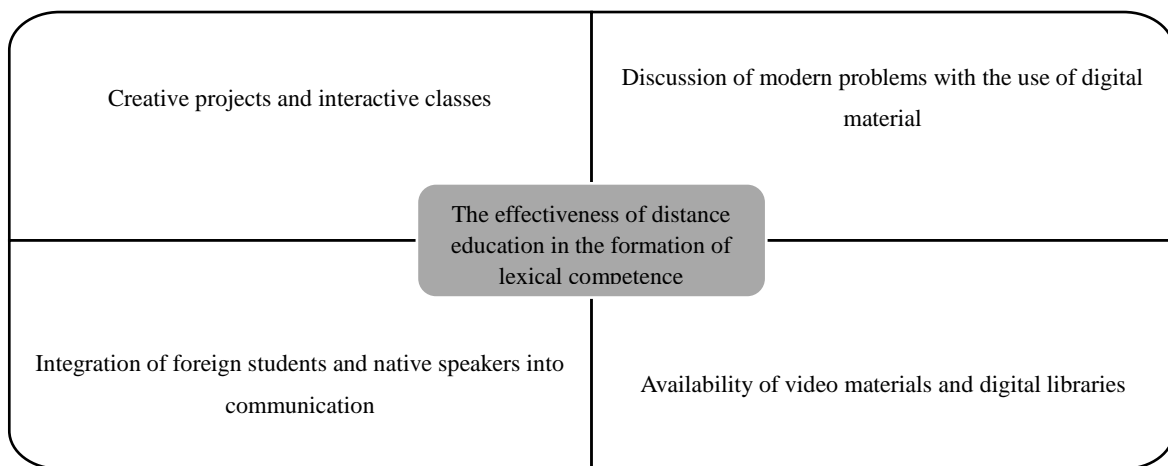 Creative projects and interactive classes
Discussion of modern problems with the use of digital
material
The effectiveness of distance
education in the formation of
lexical competence
Integration of foreign students and native speakers into
communication
Availability of video materials and digital libraries